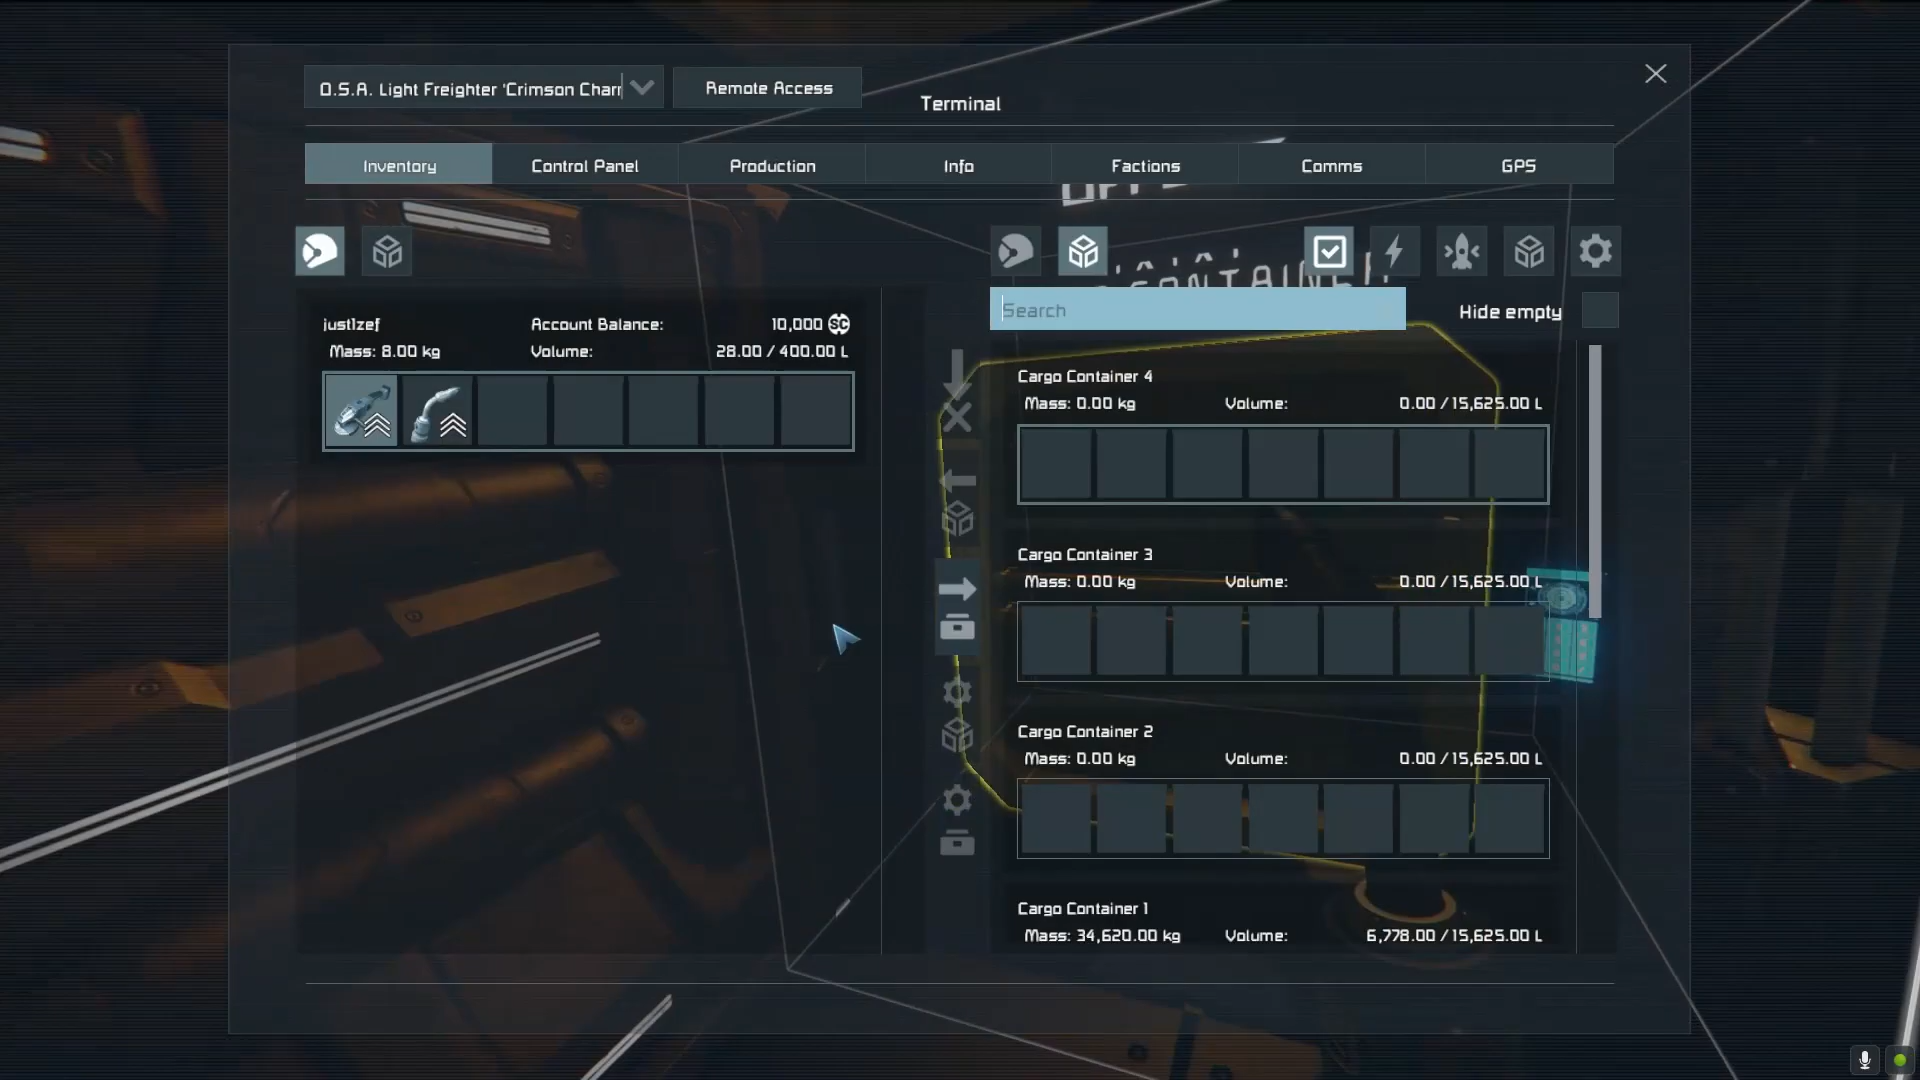 O.S.A. Light Freighter 'Crimson Charr
Remote Access
Terminal
Inventory
Control Panel
Production
Info
Factions
Comms
GPS
CONTAINER
Search
Hide empty
just1zef
Account Balance:
10,000 SC
Mass: 8.00 kg
Volume:
28.00 / 400.00 L
Cargo Container 4
Mass: 0.00 kg
Volume:
0.00 / 15,625.00 L
Cargo Container 3
Mass: 0.00 kg
Volume:
0.00 / 15,625.00 L
Cargo Container 2
Mass: 0.00 kg
Volume:
0.00 / 15,625.00 L
Cargo Container 1
Mass: 34,620.00 kg
Volume:
6,778.00 / 15,625.00 L